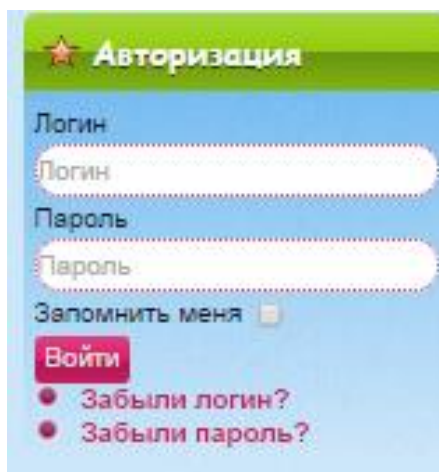 Авторизация
Логин
Логин
Пароль
Пароль
Запомнить меня
Войти
Забыли логин?
Забыли пароль?